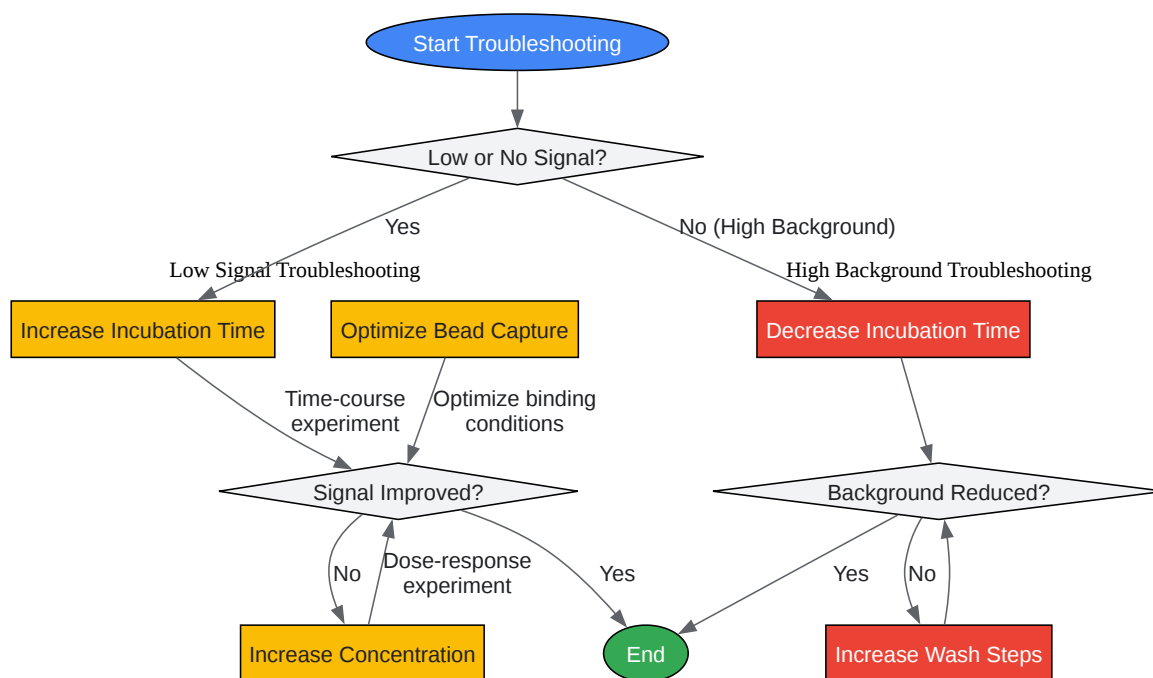 Start Troubleshooting
Low or No Signal?
Yes
No (High Background)
Low Signal Troubleshooting
High Background Troubleshooting
Increase Incubation Time
Optimize Bead Capture
Decrease Incubation Time
Time-course
experiment
Optimize binding
conditions
Signal Improved?
Background Reduced?
No
Dose-response
experiment
Yes
Yes
No
Increase Concentration
End
Increase Wash Steps